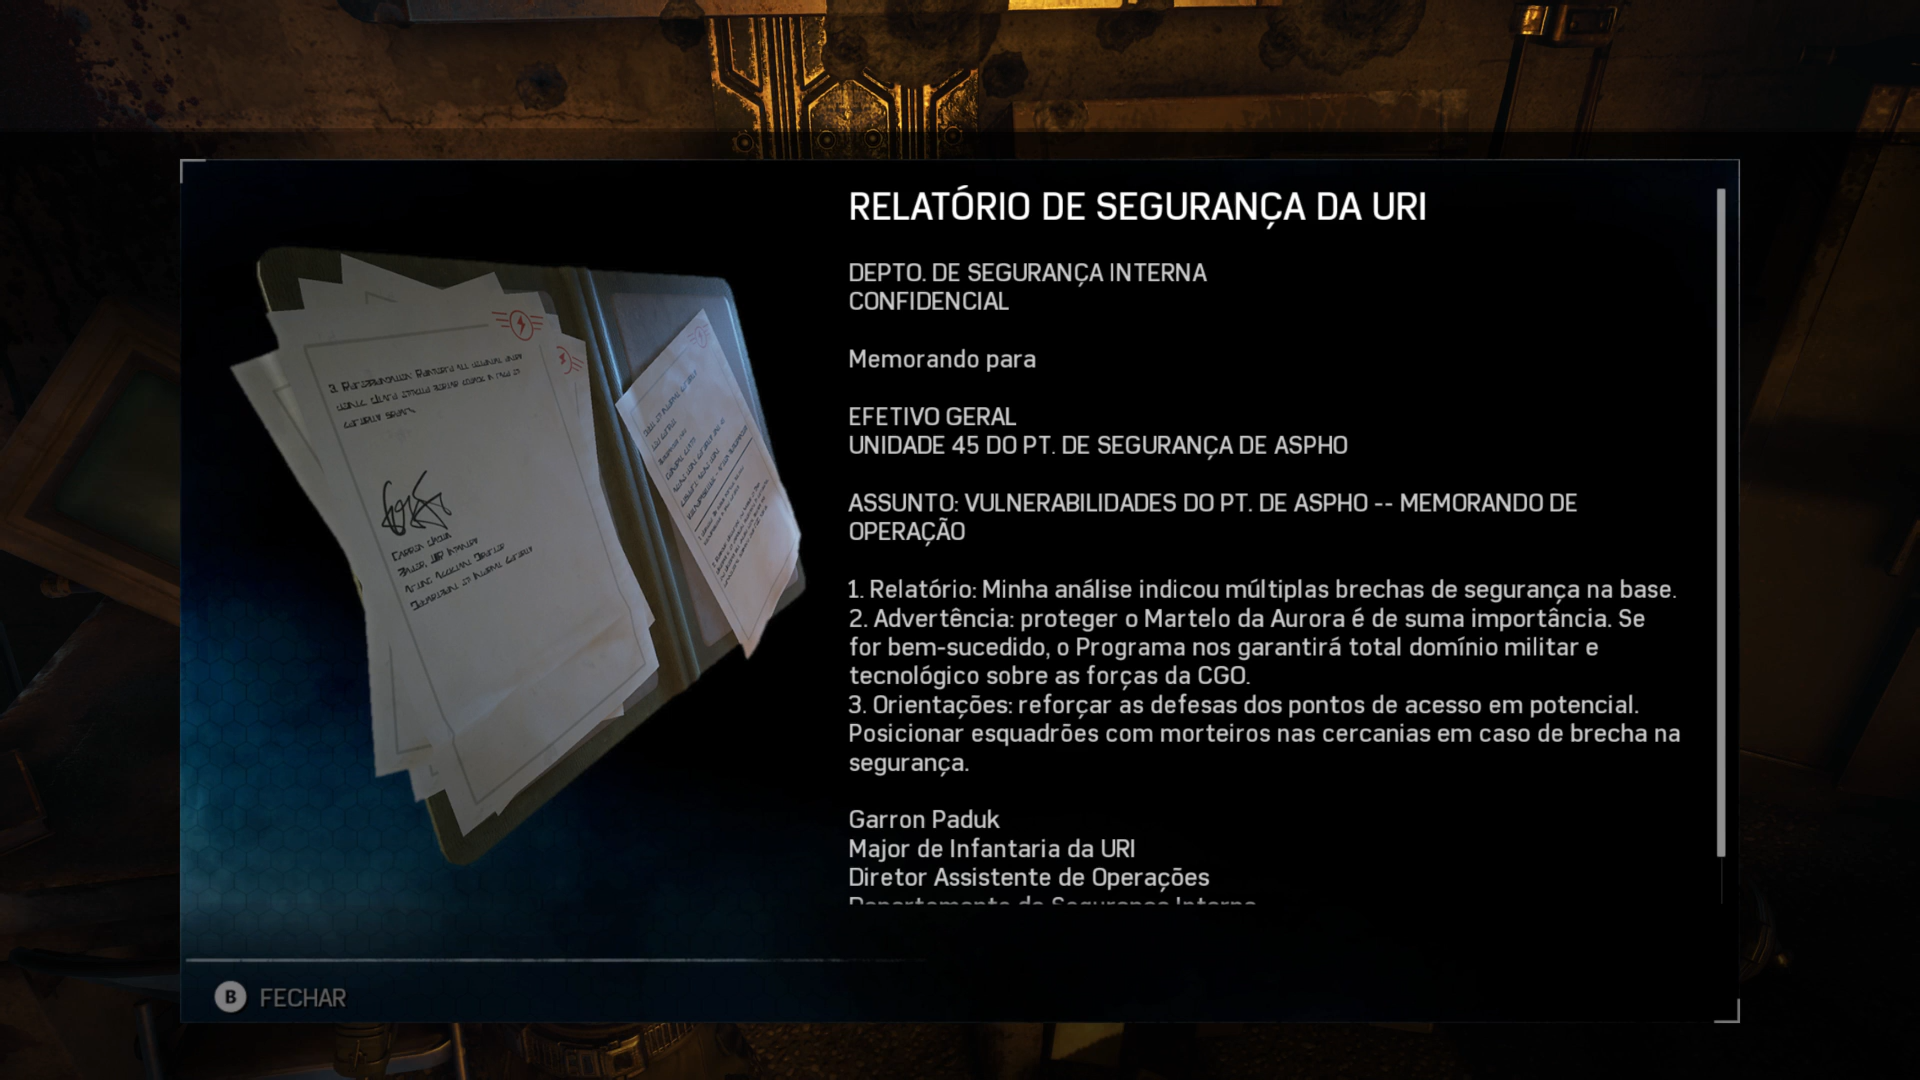 RELATÓRIO DE SEGURANÇA DA URI
DEPTO. DE SEGURANÇA INTERNA
CONFIDENCIAL
Memorando para
EFETIVO GERAL
UNIDADE 45 DO PT. DE SEGURANÇA DE ASPHO
ASSUNTO: VULNERABILIDADES DO PT. DE ASPHO -- MEMORANDO DE
OPERAÇÃO
1. Relatório: Minha análise indicou múltiplas brechas de segurança na base.
2. Advertência: proteger o Martelo da Aurora é de suma importância. Se
for bem-sucedido, o Programa nos garantirá total domínio militar e
tecnológico sobre as forças da CGO.
3. Orientações: reforçar as defesas dos pontos de acesso em potencial.
Posicionar esquadrões com morteiros nas cercanias em caso de brecha na
segurança.
Garron Paduk
Major de Infantaria da URI
Diretor Assistente de Operações
Departamento de Segurança Interna
B FECHAR